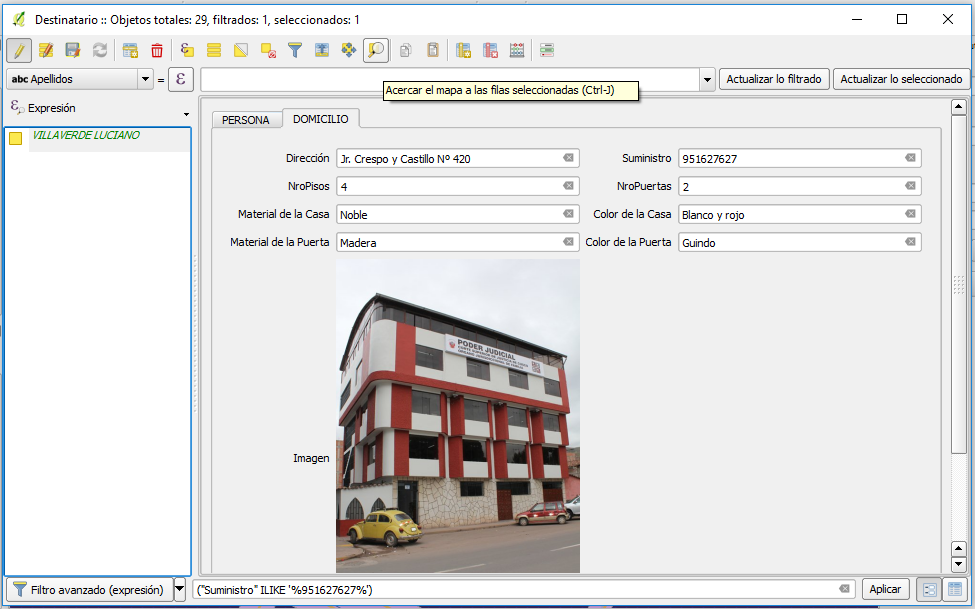 Destinatario :: Objetos totales: 29, filtrados: 1, seleccionados: 1
abc Apellidos
=
ε
Actualizar lo filtrado
Actualizar lo seleccionado
Acercar el mapa a las filas seleccionadas (Ctrl-J)
Expresión
VILLAVERDE LUCIANO
PERSONA
DOMICILIO
Dirección
Jr. Crespo y Castillo Nº 420
Suministro
951627627
NroPisos
4
NroPuertas
2
Material de la Casa
Noble
Color de la Casa
Blanco y rojo
Material de la Puerta
Madera
Color de la Puerta
Guindo
Imagen
PODER JUDICIAL
Filtro avanzado (expresión)
("Suministro" ILIKE '%951627627%')
Aplicar